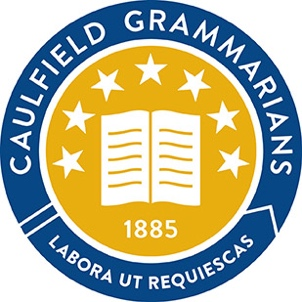 CAULFIELD GRAMMARIANS
1885
LABORA UT REQUIESCAS